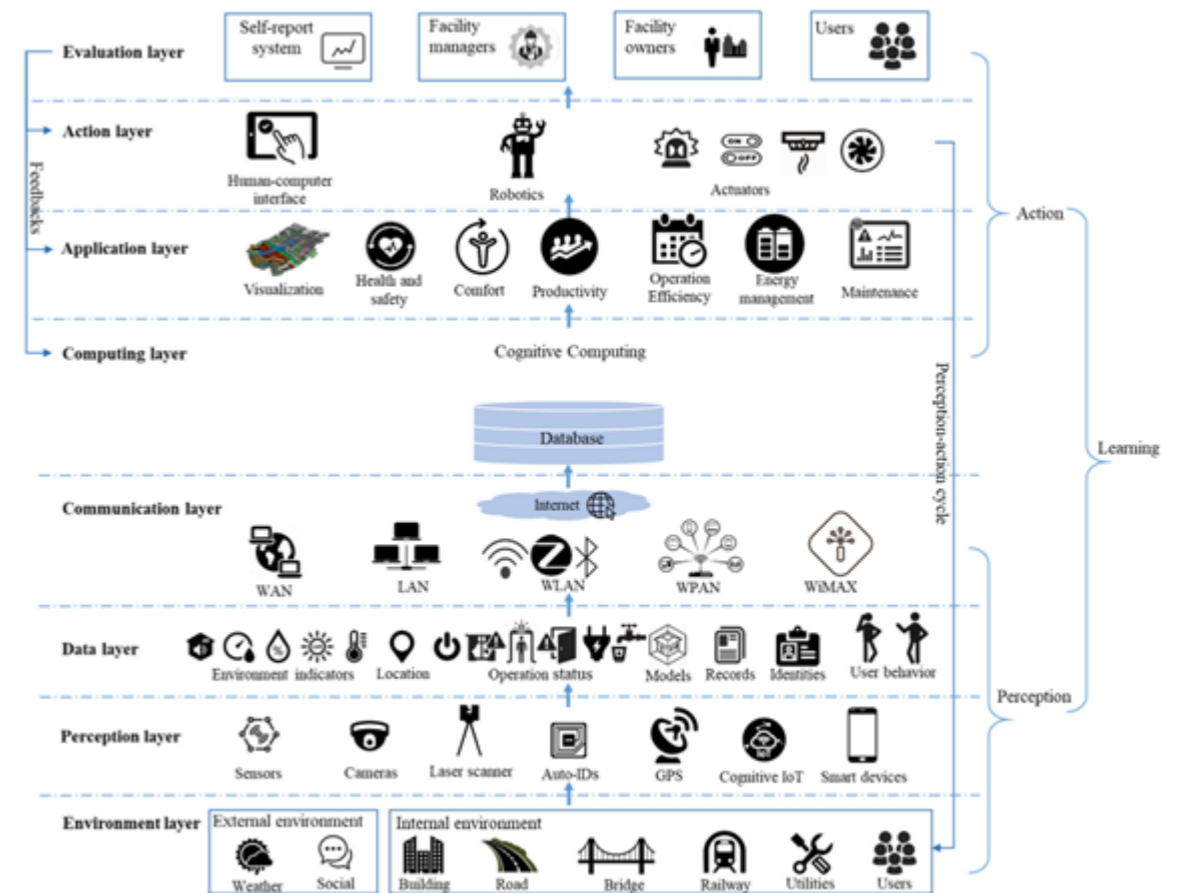 Evaluation layer
Self-report
system
Facility
managers
Facility
owners
Users
Action layer
Human-computer
interface
Robotics
ON
OFF
Actuators
Feedbacks
Application layer
Visualization
Health and
safety
Comfort
Productivity
Operation
Efficiency
Energy
management
Maintenance
Action
Computing layer
Cognitive Computing
Database
Perception-action cycle
Learning
Communication layer
Internet
WAN
LAN
WLAN
WPAN
WiMAX
Data layer
Environment indicators
Location
Operation status
Models
Records
Identities
User behavior
Perception
Perception layer
Sensors
Cameras
Laser scanner
Auto-IDs
GPS
IoT
Cognitive IoT
Smart devices
Environment layer
External environment
Weather
Social
Internal environment
Building
Road
Bridge
Railway
Utilities
Users